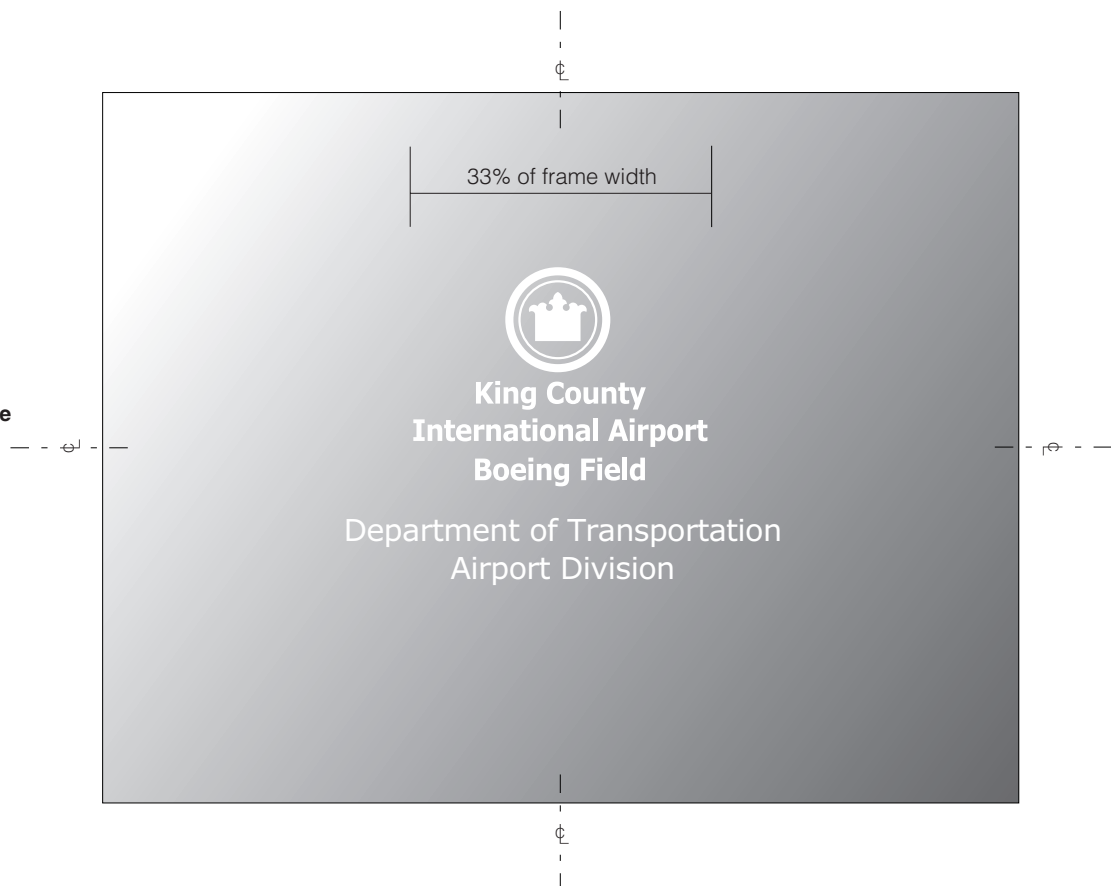 ℄
33% of frame width
King County
International Airport
e
℄ ℄
Boeing Field
Department of Transportation
Airport Division
℄